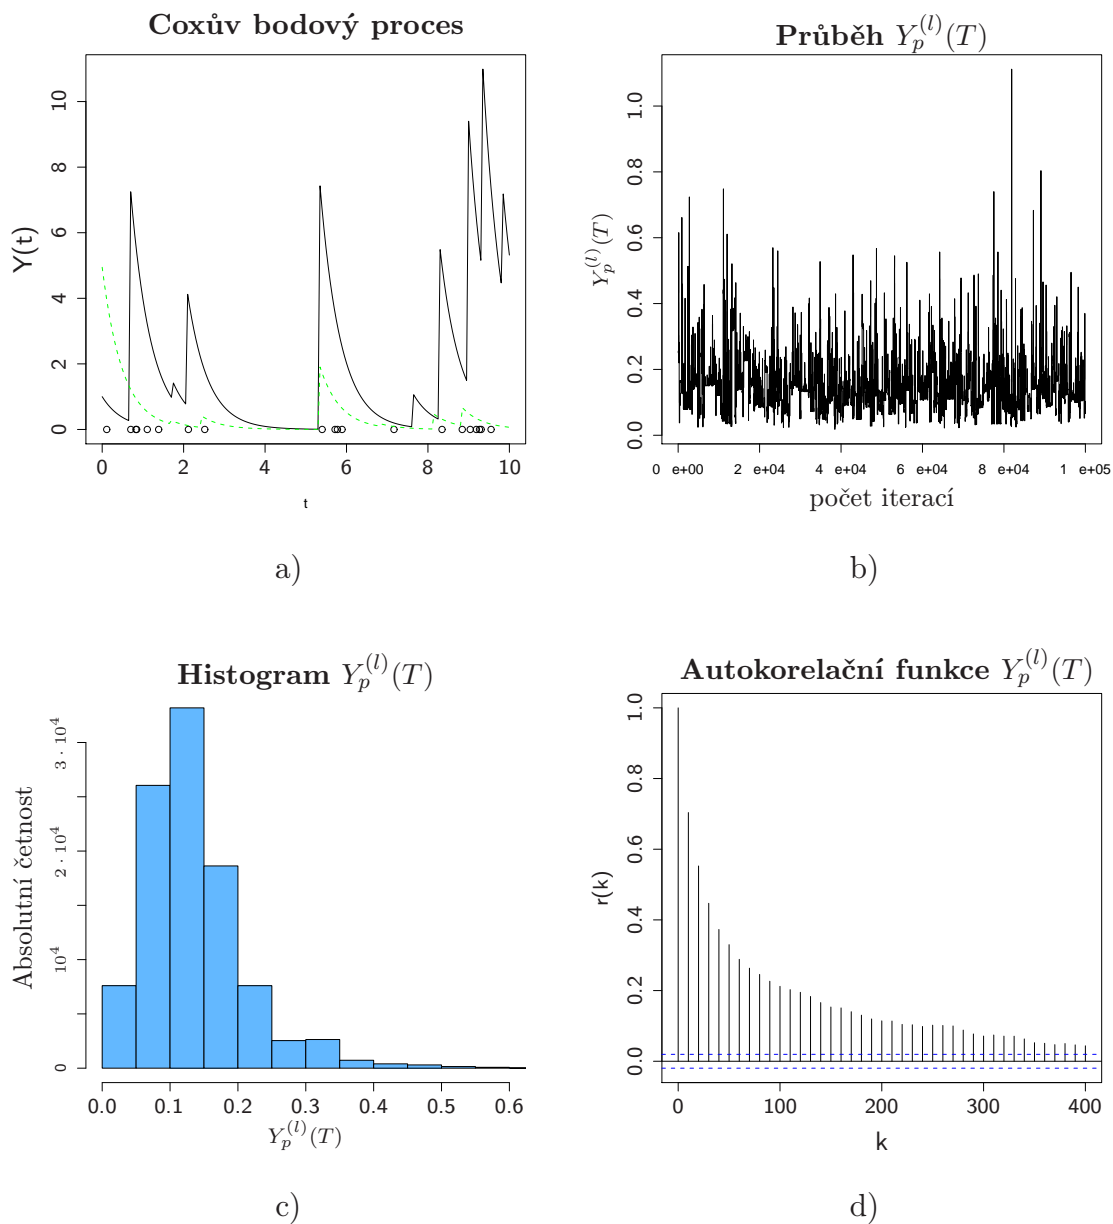 Coxův bodový proces
Y(t)
0 2 4 6 8 10
0 2 4 6 8 10
t
a)
Průběh Y_p^{(l)}(T)
Y_p^{(l)}(T)
0.0 0.2 0.4 0.6 0.8 1.0
0 e+00 2 e+04 4 e+04 6 e+04 8 e+04 1 e+05
počet iterací
b)
Histogram Y_p^{(l)}(T)
Absolutní četnost
0 10^4 2·10^4 3·10^4
0.0 0.1 0.2 0.3 0.4 0.5 0.6
Y_p^{(l)}(T)
c)
Autokorelační funkce Y_p^{(l)}(T)
r(k)
0.0 0.2 0.4 0.6 0.8 1.0
0 100 200 300 400
k
d)